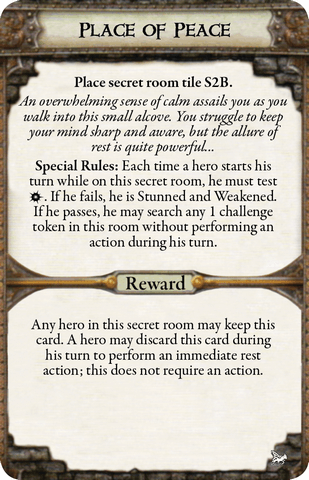 Place of Peace
Place secret room tile S2B.
An overwhelming sense of calm assails you as you
walk into this small alcove. You struggle to keep
your mind sharp and aware, but the allure of
rest is quite powerful...
Special Rules: Each time a hero starts his
turn while on this secret room, he must test
. If he fails, he is Stunned and Weakened.
If he passes, he may search any 1 challenge
token in this room without performing an
action during his turn.
Reward
Any hero in this secret room may keep this
card. A hero may discard this card during
his turn to perform an immediate rest
action; this does not require an action.